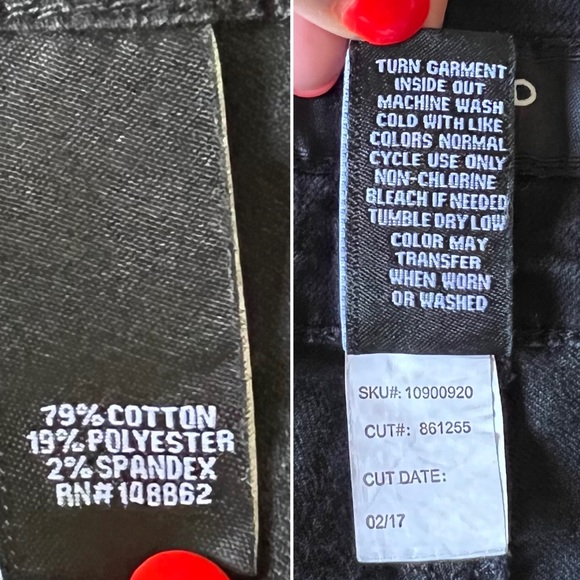 79% COTTON
19% POLYESTER
2% SPANDEX
RN# 148862
TURN GARMENT
INSIDE OUT
MACHINE WASH
COLD WITH LIKE
COLORS NORMAL
CYCLE USE ONLY
NON-CHLORINE
BLEACH IF NEEDED
TUMBLE DRY LOW
COLOR MAY
TRANSFER
WHEN WORN
OR WASHED
SKU#: 10900920
CUT#: 861255
CUT DATE:
02/17